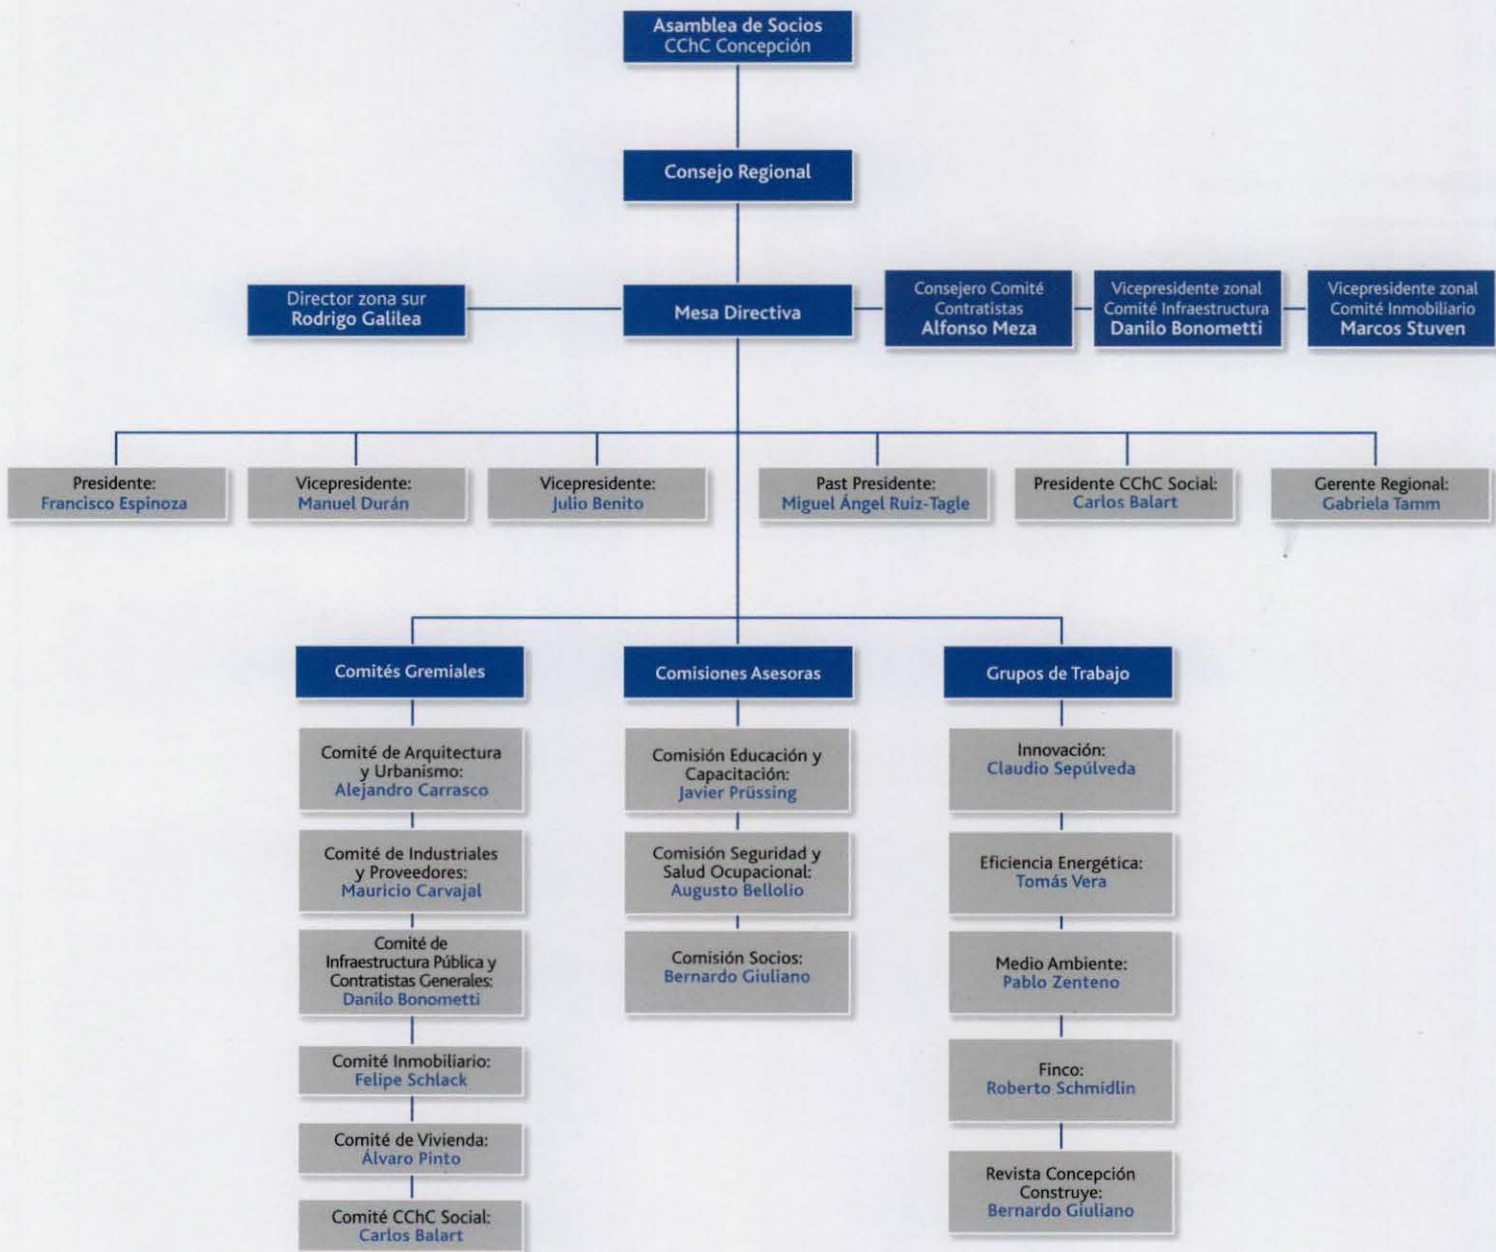 Asamblea de Socios
CChC Concepción
Consejo Regional
Director zona sur
Rodrigo Galilea
Mesa Directiva
Consejero Comité
Contratistas
Alfonso Meza
Vicepresidente zonal
Comité Infraestructura
Danilo Bonometti
Vicepresidente zonal
Comité Inmobiliario
Marcos Stuven
Presidente:
Francisco Espinoza
Vicepresidente:
Manuel Durán
Vicepresidente:
Julio Benito
Past Presidente:
Miguel Ángel Ruiz-Tagle
Presidente CChC Social:
Carlos Balart
Gerente Regional:
Gabriela Tamm
Comités Gremiales
Comité de Arquitectura
y Urbanismo:
Alejandro Carrasco
Comité de Industriales
y Proveedores:
Mauricio Carvajal
Comité de
Infraestructura Pública y
Contratistas Generales:
Danilo Bonometti
Comité Inmobiliario:
Felipe Schlack
Comité de Vivienda:
Álvaro Pinto
Comité CChC Social:
Carlos Balart
Comisiones Asesoras
Comisión Educación y
Capacitación:
Javier Prüssing
Comisión Seguridad y
Salud Ocupacional:
Augusto Bellolio
Comisión Socios:
Bernardo Giuliano
Grupos de Trabajo
Innovación:
Claudio Sepúlveda
Eficiencia Energética:
Tomás Vera
Medio Ambiente:
Pablo Zenteno
Finco:
Roberto Schmidlin
Revista Concepción
Construye:
Bernardo Giuliano